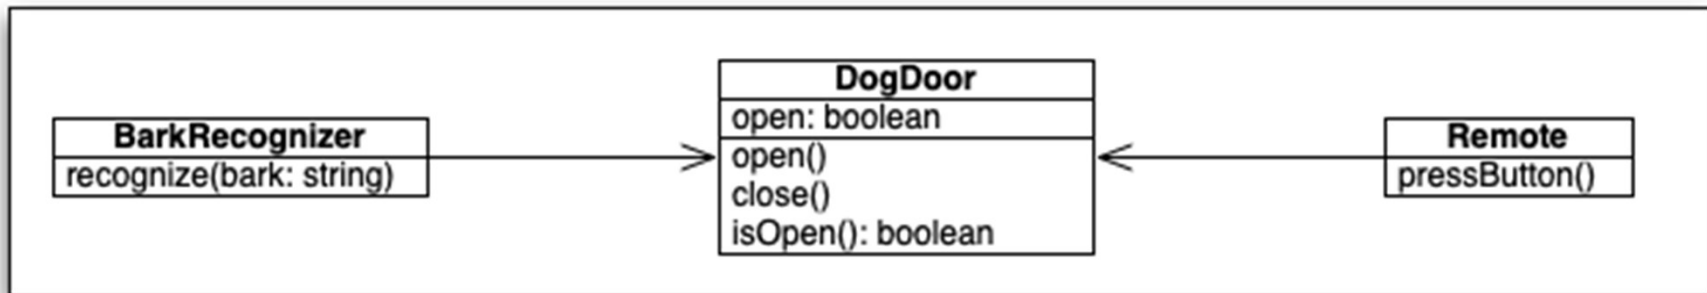 BarkRecognizer
recognize(bark: string)
DogDoor
open: boolean
open()
close()
isOpen(): boolean
Remote
pressButton()